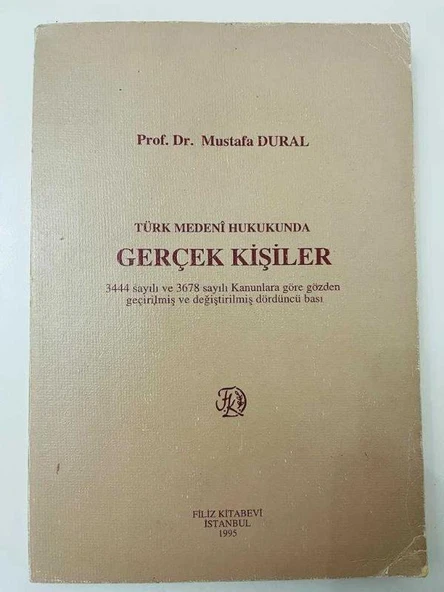 Prof. Dr. Mustafa DURAL
TÜRK MEDENÎ HUKUKUNDA
GERÇEK KİŞİLER
3444 sayılı ve 3678 sayılı Kanunlara göre gözden
geçirilmiş ve değiştirilmiş dördüncü bası
FK
FİLİZ KİTABEVİ
İSTANBUL
1995